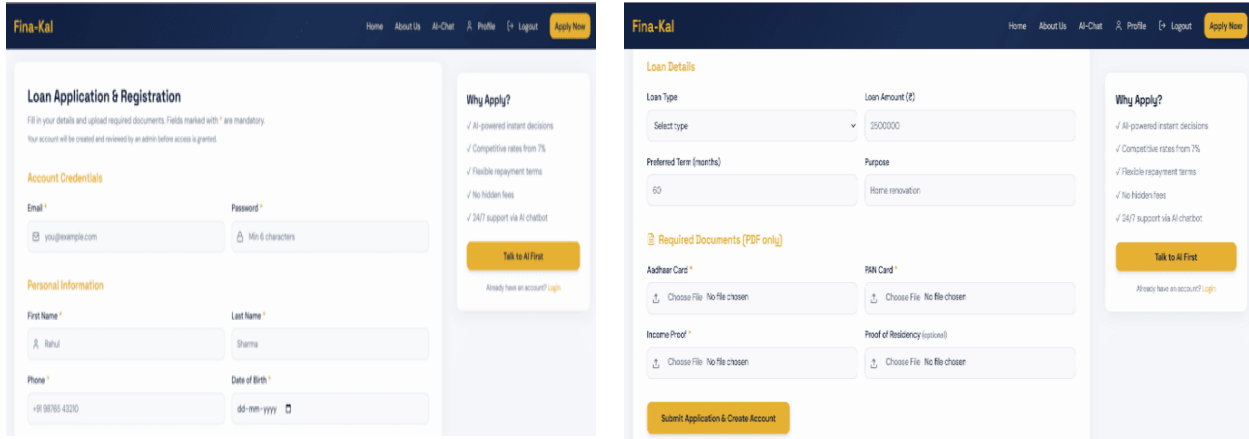 Fina-Kal
Home About Us AI-Chat Profile Logout Apply Now
Loan Application & Registration
Fill in your details and upload required documents. Fields marked with * are mandatory.
Your account will be created and reviewed by an admin before access is granted.
Account Credentials
Email * Password *
you@example.com Min 6 characters
Personal Information
First Name * Last Name *
Rahul Sharma
Phone * Date of Birth *
+91 98765 43210 dd-mm-yyyy
Why Apply?
✓ AI-powered instant decisions
✓ Competitive rates from 7%
✓ Flexible repayment terms
✓ No hidden fees
✓ 24/7 support via AI chatbot
Talk to AI First
Already have an account? Login
Fina-Kal
Home About Us AI-Chat Profile Logout Apply Now
Loan Details
Loan Type Loan Amount (₹)
Select type 2500000
Preferred Term (months) Purpose
60 Home renovation
Required Documents (PDF only)
Aadhaar Card * PAN Card *
Choose File No file chosen Choose File No file chosen
Income Proof * Proof of Residency (optional)
Choose File No file chosen Choose File No file chosen
Submit Application & Create Account
Why Apply?
✓ AI-powered instant decisions
✓ Competitive rates from 7%
✓ Flexible repayment terms
✓ No hidden fees
✓ 24/7 support via AI chatbot
Talk to AI First
Already have an account? Login